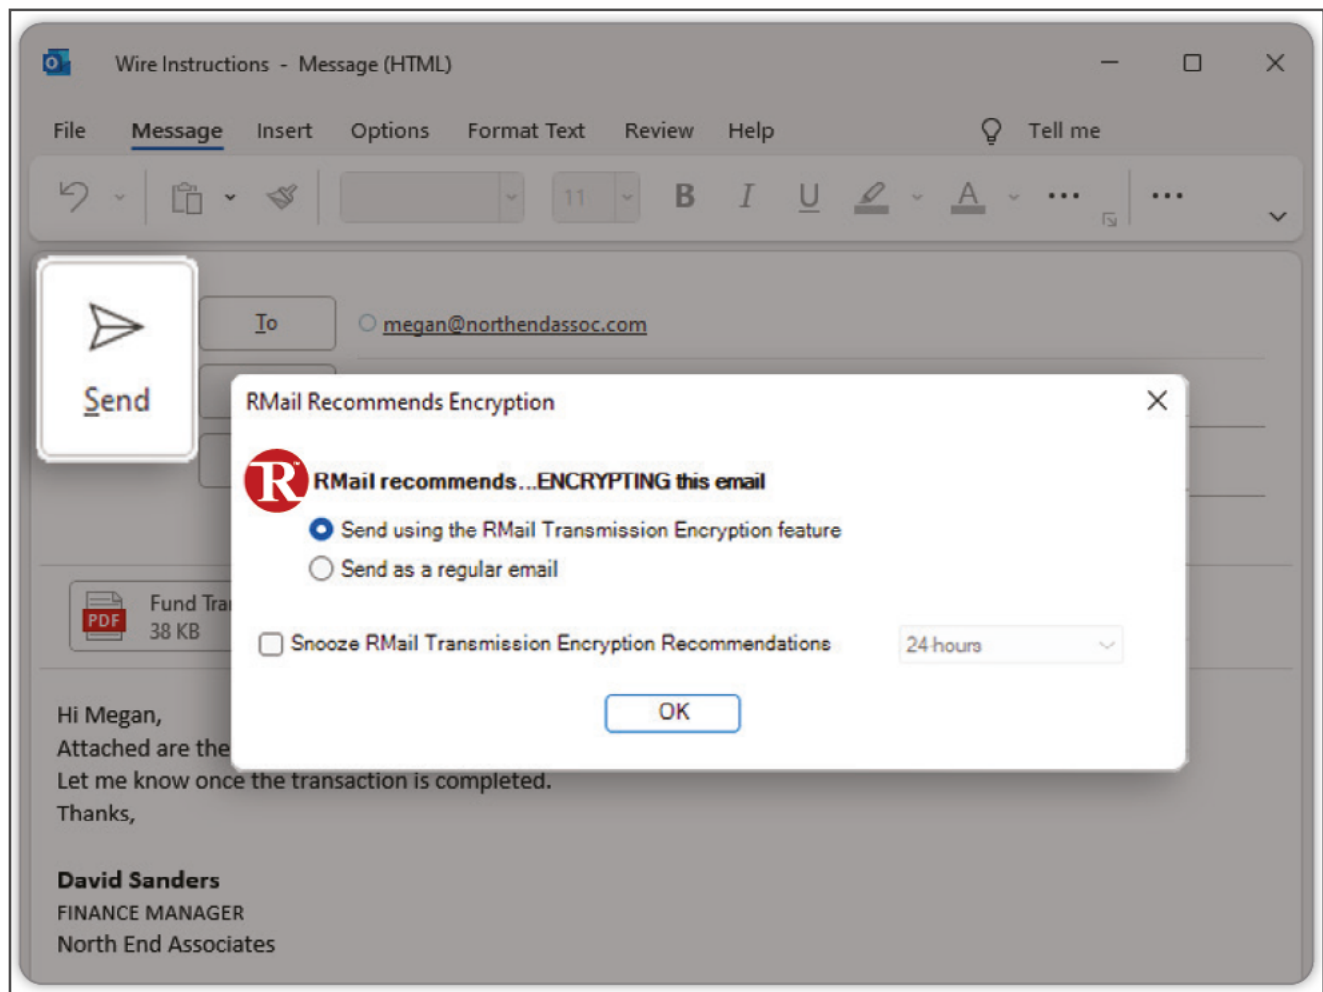 Wire Instructions - Message (HTML)
File Message Insert Options Format Text Review Help Tell me
11 B I U A
Send
To megan@northendassoc.com
RMail Recommends Encryption
R RMail recommends...ENCRYPTING this email
Send using the RMail Transmission Encryption feature
Send as a regular email
PDF Fund Tra
38 KB
Snooze RMail Transmission Encryption Recommendations 24-hours
OK
Hi Megan,
Attached are the
Let me know once the transaction is completed.
Thanks,
David Sanders
FINANCE MANAGER
North End Associates